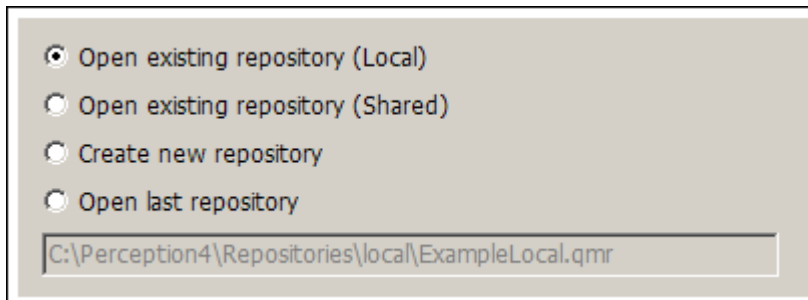 Open existing repository (Local)
Open existing repository (Shared)
Create new repository
Open last repository
C:\Perception4\Repositories\local\ExampleLocal.qmr